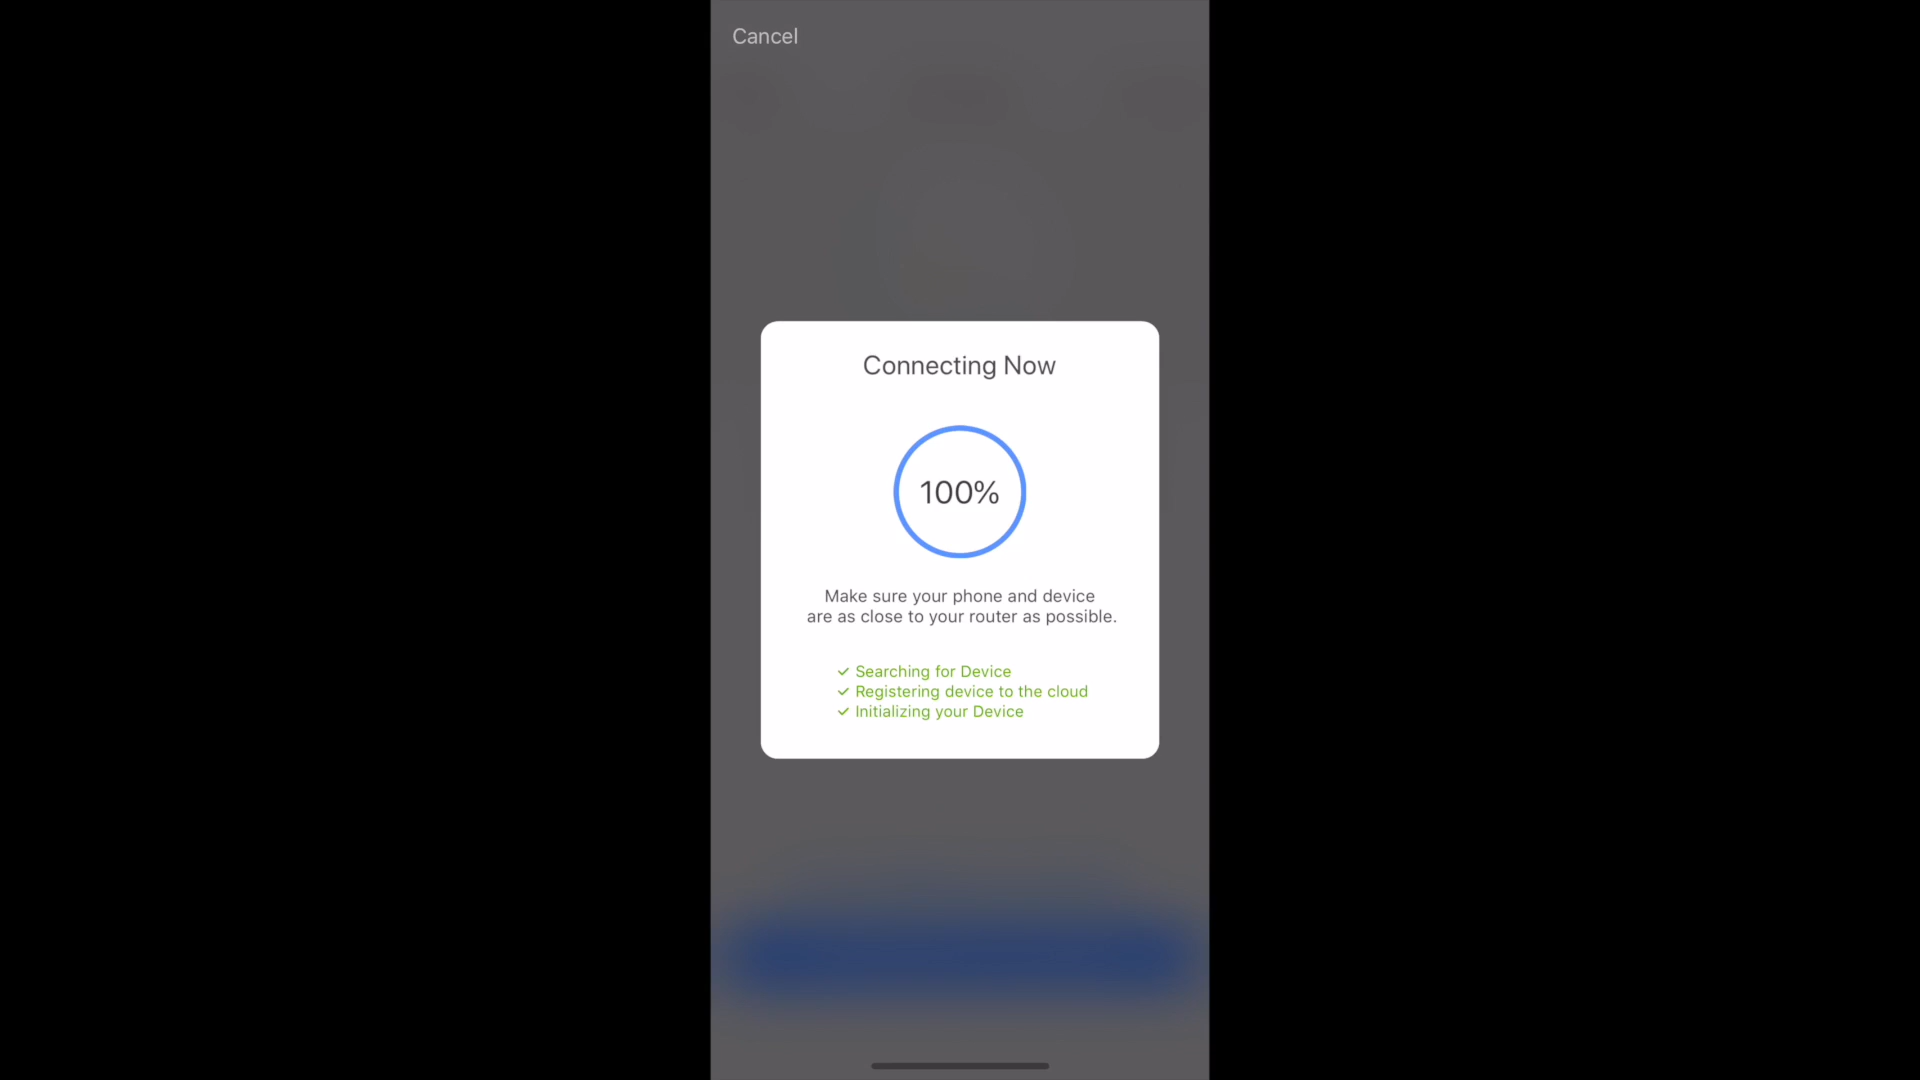 Cancel
Connecting Now
100%
Make sure your phone and device
are as close to your router as possible.
✓ Searching for Device
✓ Registering device to the cloud
✓ Initializing your Device